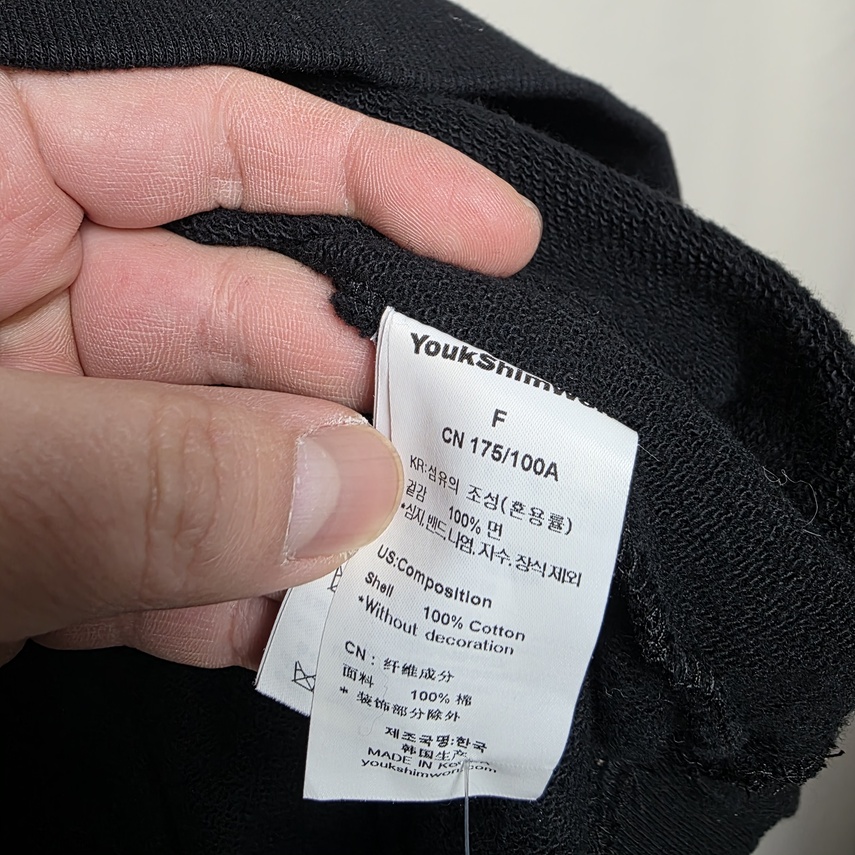 YoukShimwon
F
CN 175/100A
KR:섬유의 조성(혼용률)
겉감 100% 면
*심지,밴드,나염,자수,장식제외
US:Composition
Shell 100% Cotton
*Without decoration
CN : 纤维成分
面料 100% 棉
* 装饰部分除外
제조국명:한국
韩国生产
MADE IN Korea
youkshimwon.com